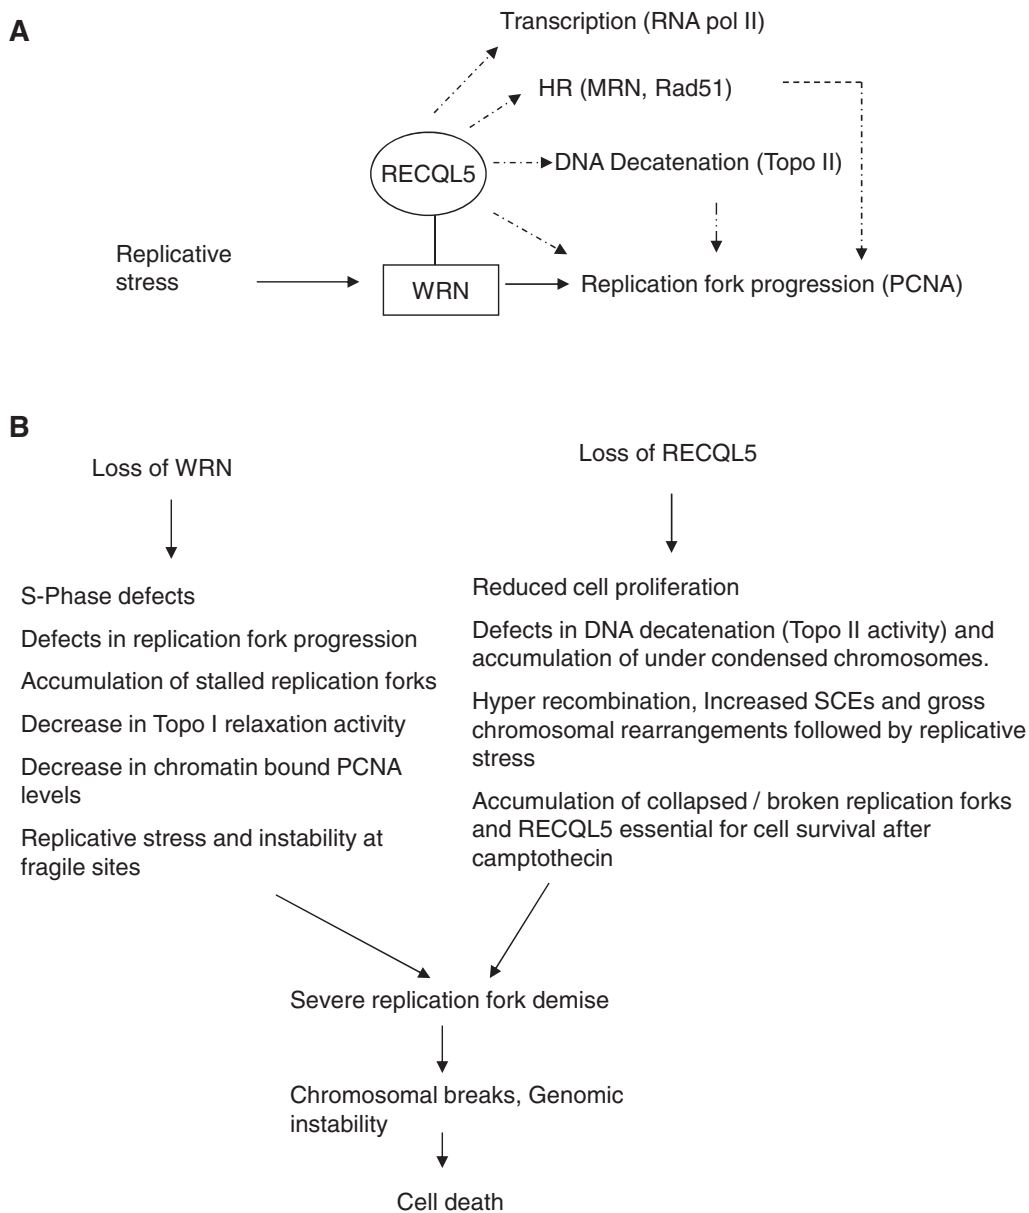 A
Transcription (RNA pol II)
HR (MRN, Rad51)
RECQL5
DNA Decatenation (Topo II)
Replicative
stress
WRN
Replication fork progression (PCNA)
B
Loss of WRN
S-Phase defects
Defects in replication fork progression
Accumulation of stalled replication forks
Decrease in Topo I relaxation activity
Decrease in chromatin bound PCNA
levels
Replicative stress and instability at
fragile sites
Loss of RECQL5
Reduced cell proliferation
Defects in DNA decatenation (Topo II activity) and
accumulation of under condensed chromosomes.
Hyper recombination, Increased SCEs and gross
chromosomal rearrangements followed by replicative
stress
Accumulation of collapsed / broken replication forks
and RECQL5 essential for cell survival after
camptothecin
Severe replication fork demise
Chromosomal breaks, Genomic
instability
Cell death